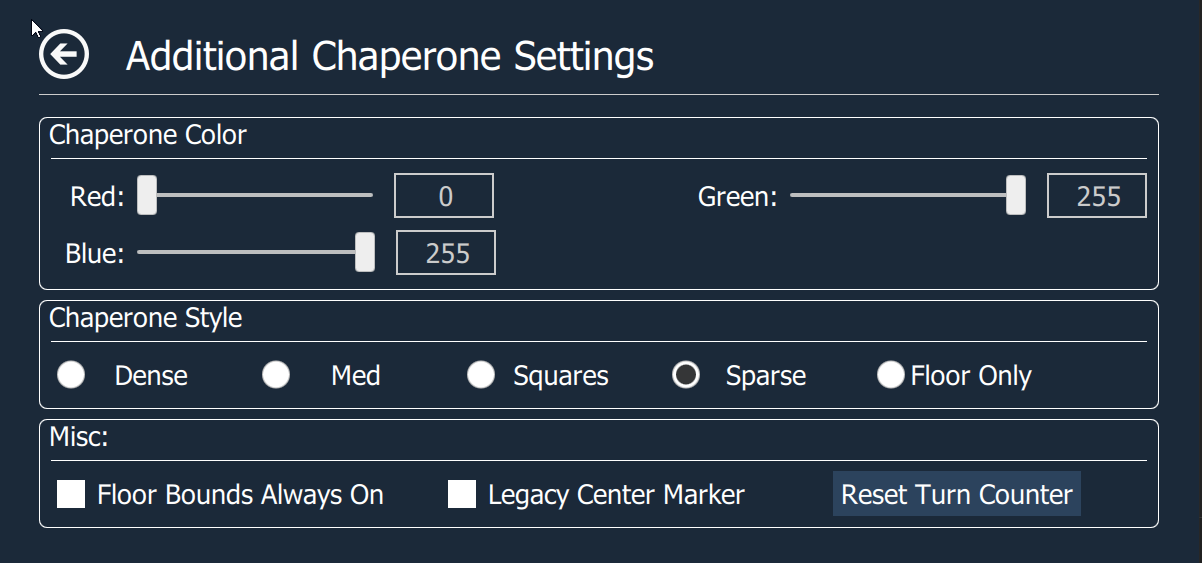 Additional Chaperone Settings
Chaperone Color
Red: 0 Green: 255
Blue: 255
Chaperone Style
Dense Med Squares Sparse Floor Only
Misc:
Floor Bounds Always On Legacy Center Marker Reset Turn Counter